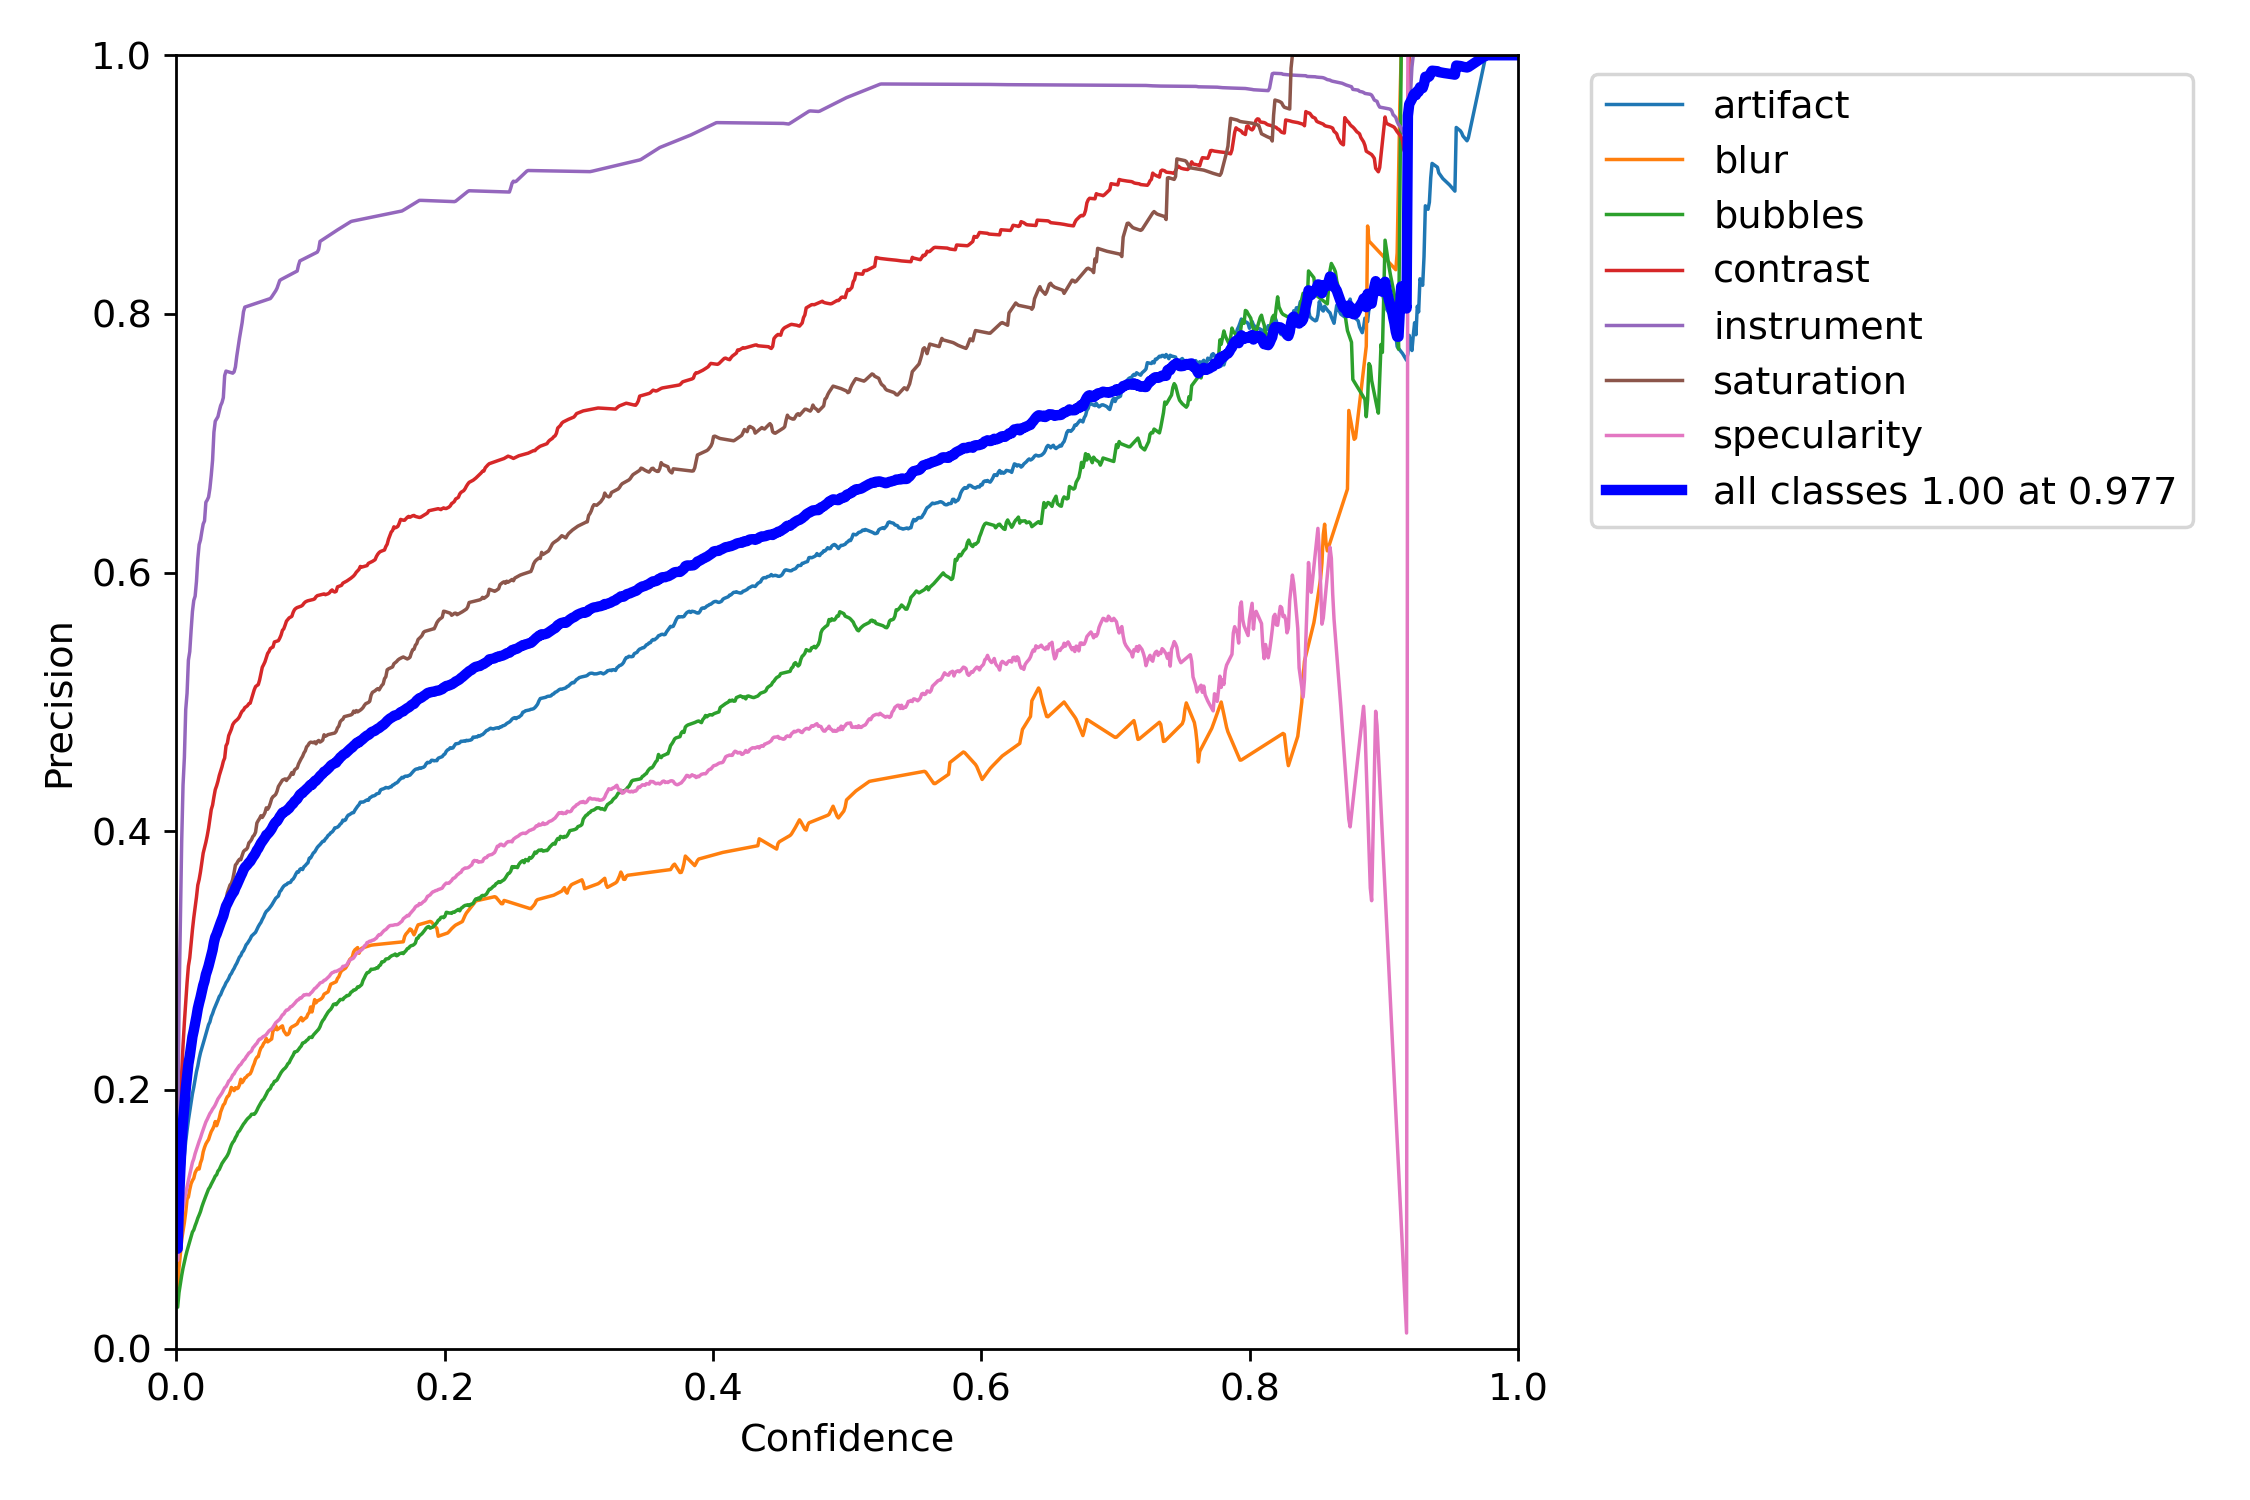 1.0
0.8
0.6
0.4
0.2
0.0
Precision
0.0 0.2 0.4 0.6 0.8 1.0
Confidence
artifact
blur
bubbles
contrast
instrument
saturation
specularity
all classes 1.00 at 0.977